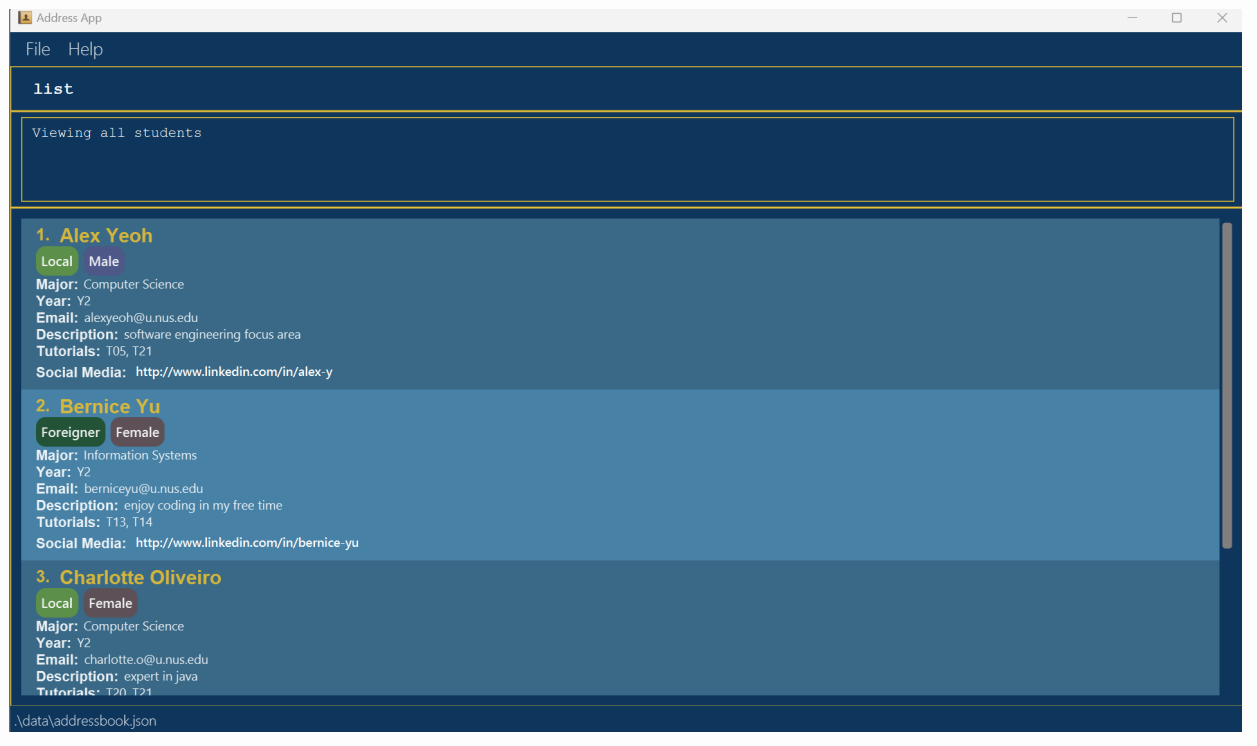 Address App
File Help
list
Viewing all students
1. Alex Yeoh
Local Male
Major: Computer Science
Year: Y2
Email: alexyeoh@u.nus.edu
Description: software engineering focus area
Tutorials: T05, T21
Social Media: http://www.linkedin.com/in/alex-y
2. Bernice Yu
Foreigner Female
Major: Information Systems
Year: Y2
Email: berniceyu@u.nus.edu
Description: enjoy coding in my free time
Tutorials: T13, T14
Social Media: http://www.linkedin.com/in/bernice-yu
3. Charlotte Oliveiro
Local Female
Major: Computer Science
Year: Y2
Email: charlotte.o@u.nus.edu
Description: expert in java
Tutorials: T20, T21
.\data\addressbook.json